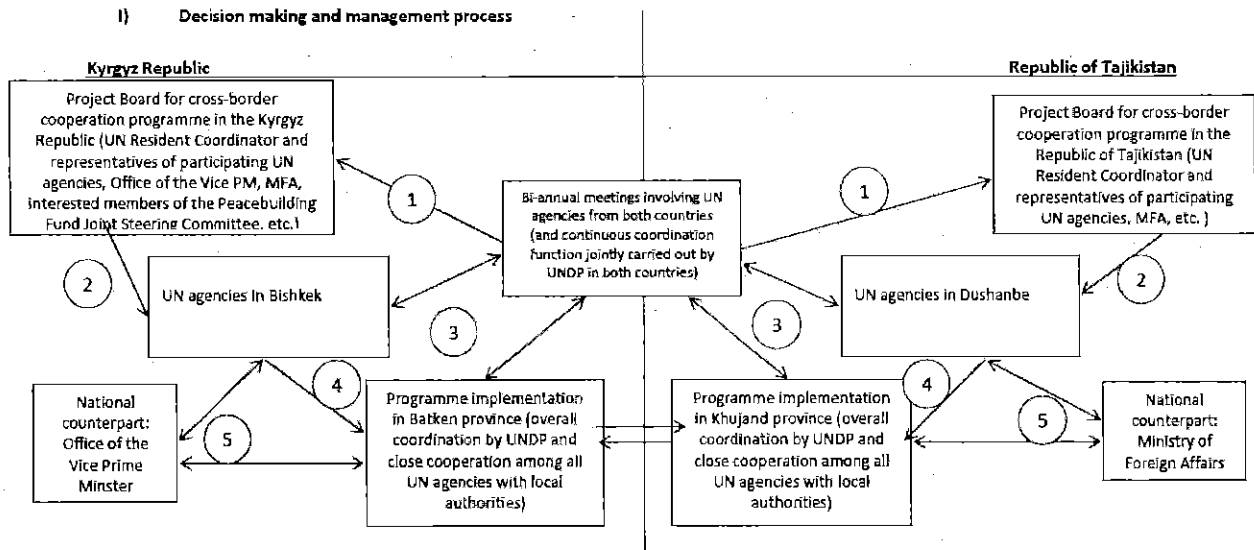 I) Decision making and management process
Kyrgyz Republic
Republic of Tajikistan
Project Board for cross-border
cooperation programme in the Kyrgyz
Republic (UN Resident Coordinator and
representatives of participating UN
agencies, Office of the Vice PM, MFA,
interested members of the Peacebuilding
Fund Joint Steering Committee, etc.)
Project Board for cross-border
cooperation programme in the
Republic of Tajikistan (UN
Resident Coordinator and
representatives of participating
UN agencies, MFA, etc. )
1
Bi-annual meetings involving UN
agencies from both countries
(and continuous coordination
function jointly carried out by
UNDP in both countries)
1
2
UN agencies in Bishkek
3
3
UN agencies in Dushanbe
2
National
counterpart:
Office of the
Vice Prime
Minster
4
5
Programme implementation
in Batken province (overall
coordination by UNDP and
close cooperation among all
UN agencies with local
authorities)
Programme implementation
in Khujand province (overall
coordination by UNDP and
close cooperation among all
UN agencies with local
authorities)
4
5
National
counterpart:
Ministry of
Foreign Affairs